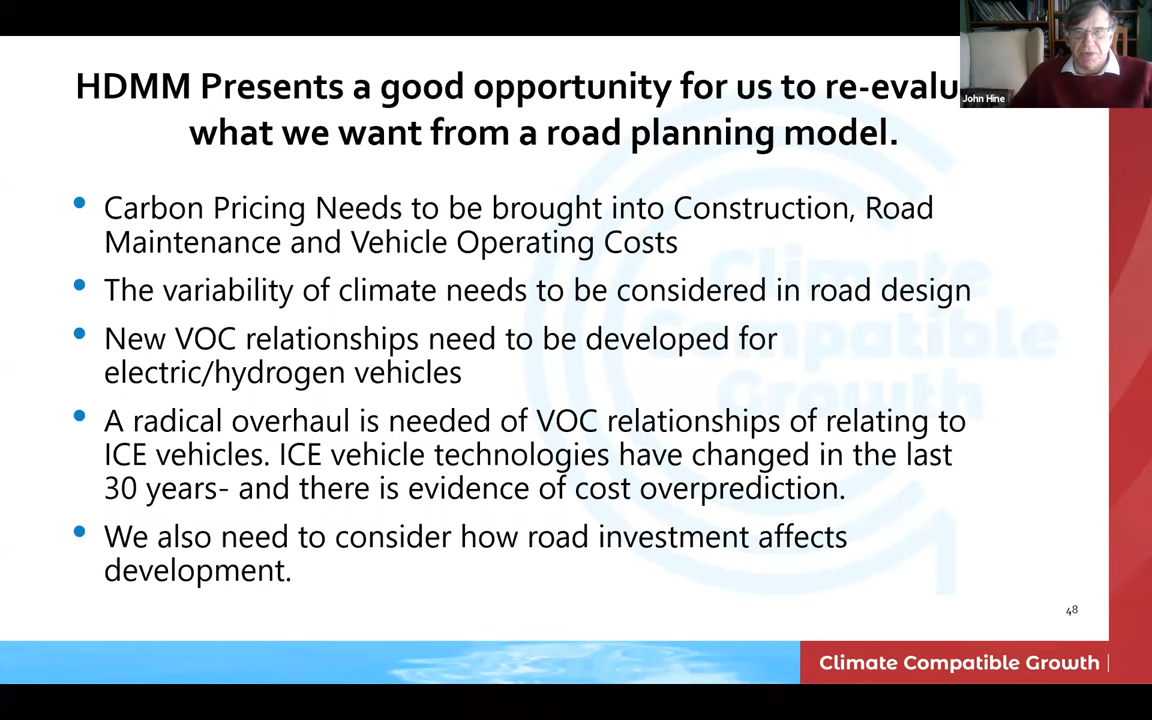 HDMM Presents a good opportunity for us to re-evalu
what we want from a road planning model.
John Hine
• Carbon Pricing Needs to be brought into Construction, Road
Maintenance and Vehicle Operating Costs
• The variability of climate needs to be considered in road design
• New VOC relationships need to be developed for
electric/hydrogen vehicles
• A radical overhaul is needed of VOC relationships of relating to
ICE vehicles. ICE vehicle technologies have changed in the last
30 years- and there is evidence of cost overprediction.
• We also need to consider how road investment affects
development.
Climate
Compatible
Growth
48
Climate Compatible Growth